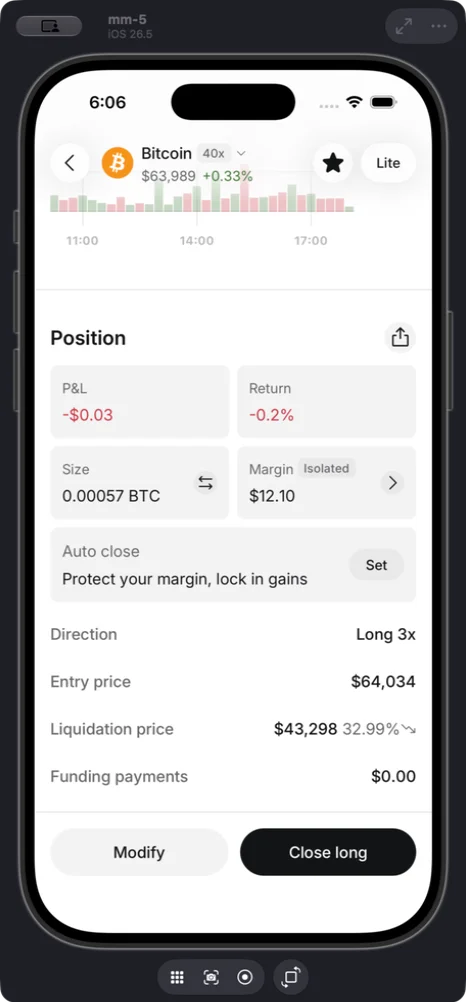 mm-5
iOS 26.5
6:06
Bitcoin 40x
$63,989 +0.33%
Lite
11:00 14:00 17:00
Position
P&L
-$0.03
Return
-0.2%
Size
0.00057 BTC
Margin Isolated
$12.10
Auto close
Protect your margin, lock in gains
Set
Direction Long 3x
Entry price $64,034
Liquidation price $43,298 32.99%
Funding payments $0.00
Modify Close long